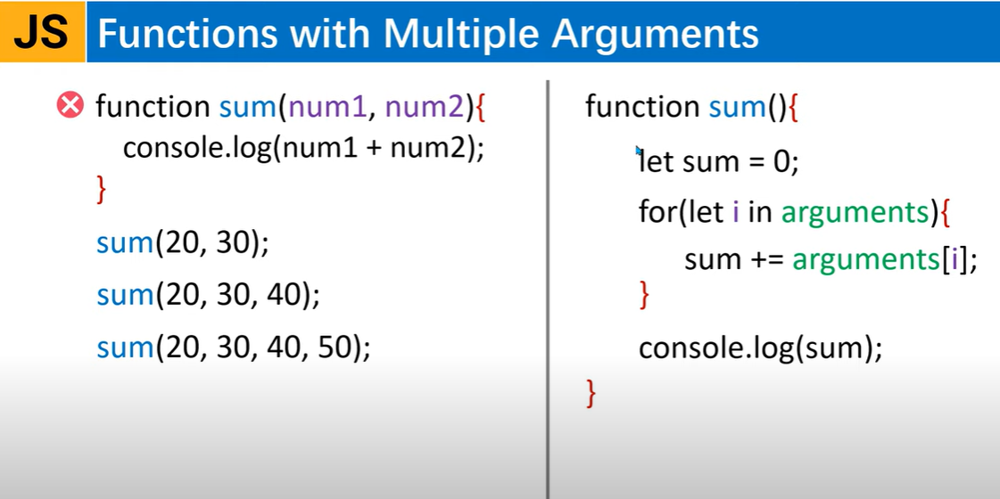 JS Functions with Multiple Arguments
function sum(num1, num2){
console.log(num1 + num2);
}
sum(20, 30);
sum(20, 30, 40);
sum(20, 30, 40, 50);
function sum(){
let sum = 0;
for(let i in arguments){
sum += arguments[i];
}
console.log(sum);
}